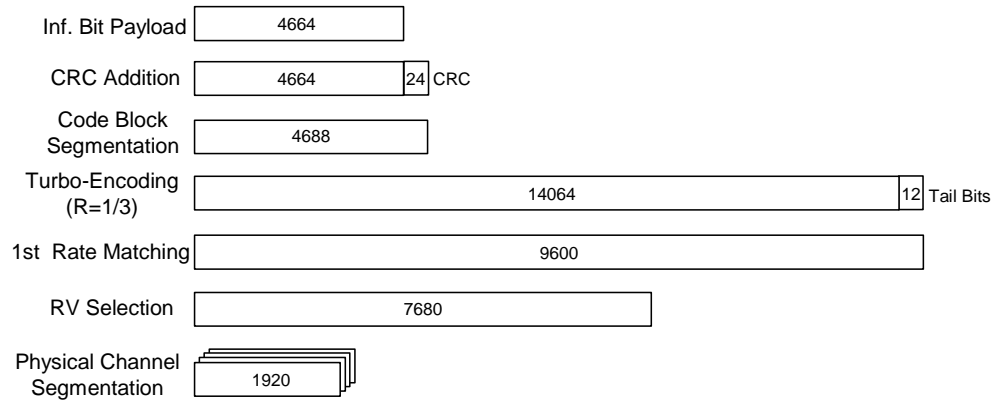 Inf. Bit Payload 4664
CRC Addition 4664 24 CRC
Code Block
Segmentation 4688
Turbo-Encoding
(R=1/3) 14064 12 Tail Bits
1st Rate Matching 9600
RV Selection 7680
Physical Channel
Segmentation 1920